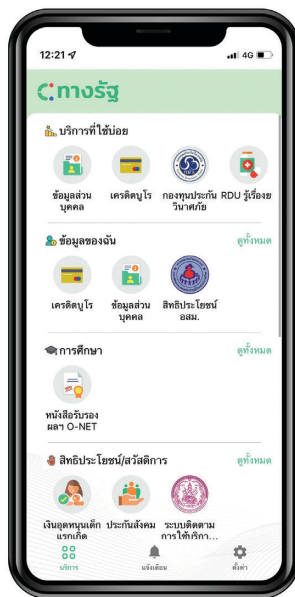 12:21
4G
ทางรัฐ
บริการที่ใช้บ่อย
ข้อมูลส่วน เครดิตบูโร กองทุนประกัน RDU รู้เรื่องย
บุคคล วินาศภัย
ข้อมูลของฉัน ดูทั้งหมด
เครดิตบูโร ข้อมูลส่วน สิทธิประโยชน์
บุคคล อสม.
การศึกษา ดูทั้งหมด
หนังสือรับรอง
ผลฯ O-NET
สิทธิประโยชน์/สวัสดิการ ดูทั้งหมด
เงินอุดหนุนเด็ก ประกันสังคม ระบบติดตาม
แรกเกิด การใช้บริกา...
บริการ แจ้งเตือน ตั้งค่า